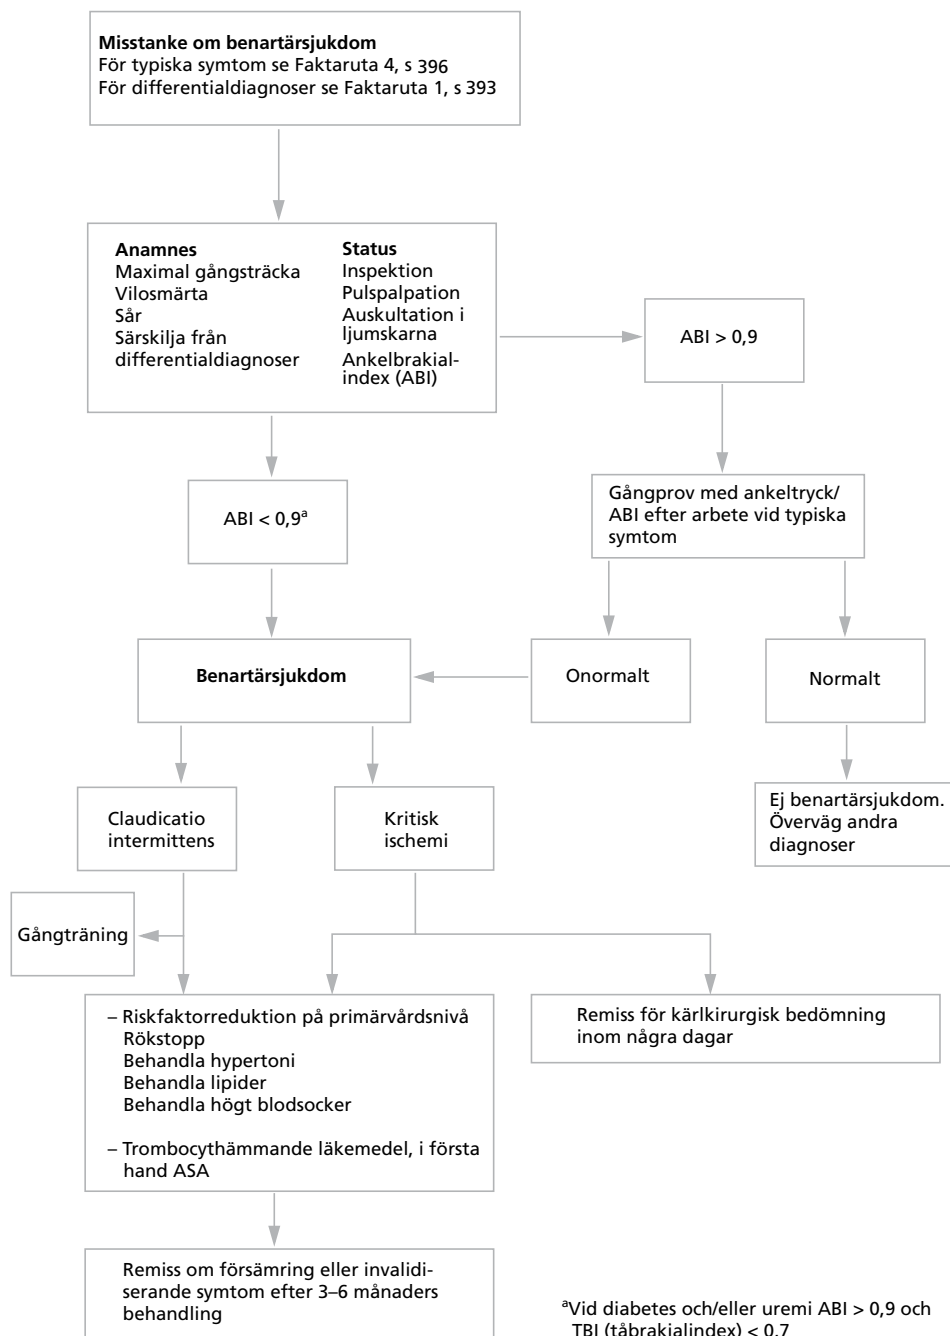 Misstanke om benartärsjukdom
För typiska symtom se Faktaruta 4, s 396
För differentialdiagnoser se Faktaruta 1, s 393
Anamnes
Maximal gångsträcka
Vilosmärta
Sår
Särskilja från
differentialdiagnoser
Status
Inspektion
Pulspalpation
Auskultation i
ljumskarna
Ankelbrakial-
index (ABI)
ABI > 0,9
ABI < 0,9ᵃ
Gångprov med ankeltryck/
ABI efter arbete vid typiska
symtom
Benartärsjukdom
Onormalt
Normalt
Claudicatio
intermittens
Kritisk
ischemi
Ej benartärsjukdom.
Överväg andra
diagnoser
Gångträning
– Riskfaktorreduktion på primärvårdsnivå
Rökstopp
Behandla hypertoni
Behandla lipider
Behandla högt blodsocker
– Trombocythämmande läkemedel, i första
hand ASA
Remiss för kärlkirurgisk bedömning
inom några dagar
Remiss om försämring eller invalidi-
serande symtom efter 3–6 månaders
behandling
ᵃVid diabetes och/eller uremi ABI > 0,9 och
TBI (tåbrakialindex) < 0,7